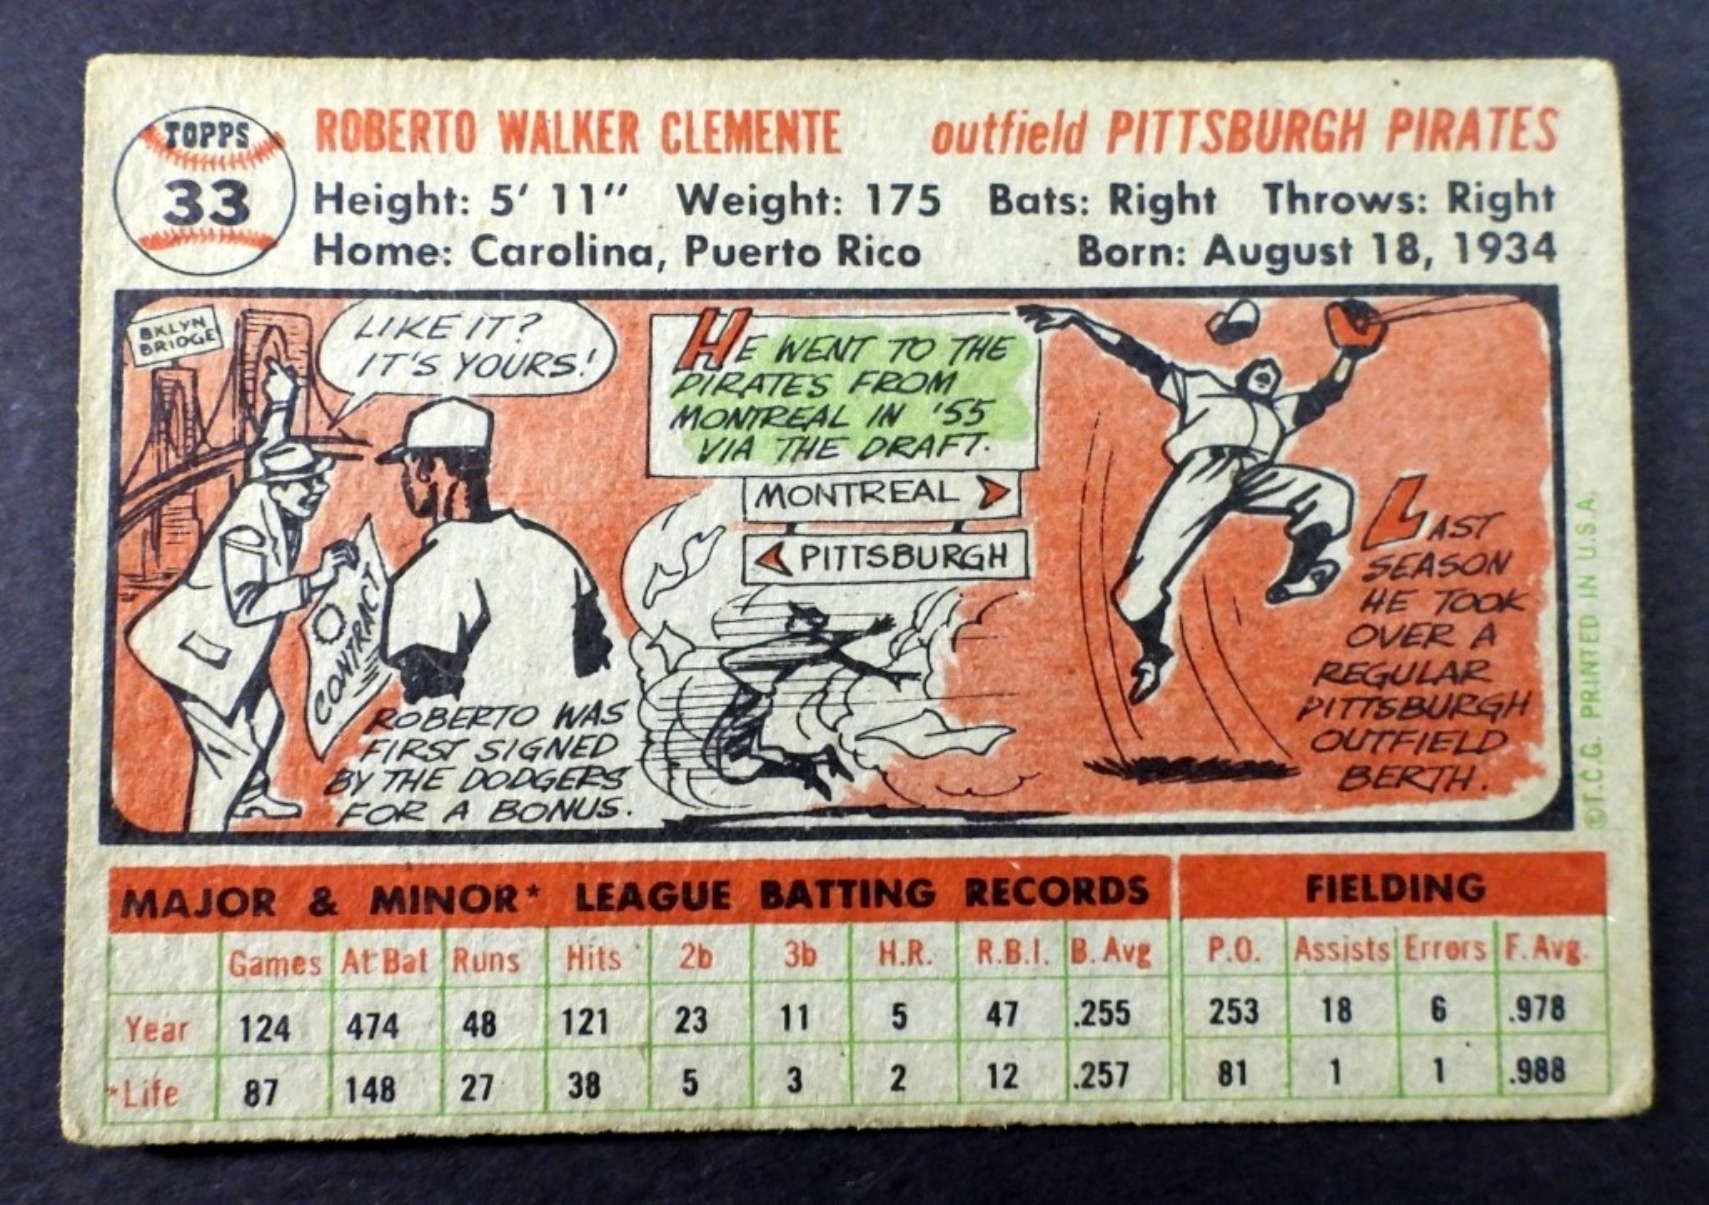 TOPPS
33
ROBERTO WALKER CLEMENTE outfield PITTSBURGH PIRATES
Height: 5' 11" Weight: 175 Bats: Right Throws: Right
Home: Carolina, Puerto Rico Born: August 18, 1934
BKLYN
BRIDGE
LIKE IT?
IT'S YOURS!
CONTRACT
ROBERTO WAS
FIRST SIGNED
BY THE DODGERS
FOR A BONUS.
HE WENT TO THE
PIRATES FROM
MONTREAL IN '55
VIA THE DRAFT.
MONTREAL
PITTSBURGH
LAST
SEASON
HE TOOK
OVER A
REGULAR
PITTSBURGH
OUTFIELD
BERTH.
©T.C.G. PRINTED IN U.S.A.
MAJOR & MINOR* LEAGUE BATTING RECORDS FIELDING
Games At Bat Runs Hits 2b 3b H.R. R.B.I. B. Avg P.O. Assists Errors F. Avg.
Year 124 474 48 121 23 11 5 47 .255 253 18 6 .978
*Life 87 148 27 38 5 3 2 12 .257 81 1 1 .988